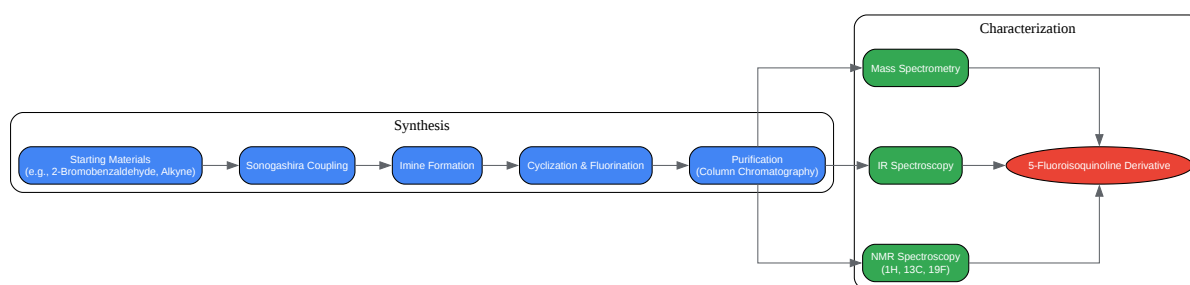 Synthesis
Starting Materials
(e.g., 2-Bromobenzaldehyde, Alkyne)
Sonogashira Coupling
Imine Formation
Cyclization & Fluorination
Purification
(Column Chromatography)
Characterization
Mass Spectrometry
IR Spectroscopy
NMR Spectroscopy
(1H, 13C, 19F)
5-Fluoroisoquinoline Derivative